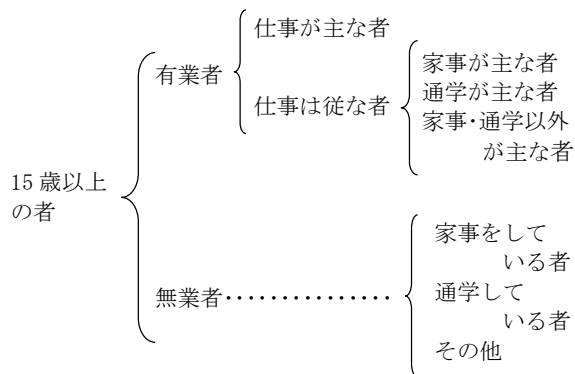 15 歳以上
の者
有業者
仕事が主な者
仕事は従な者
家事が主な者
通学が主な者
家事・通学以外
が主な者
無業者・・・・・・・・・・・・・・・
家事をして
いる者
通学して
いる者
その他